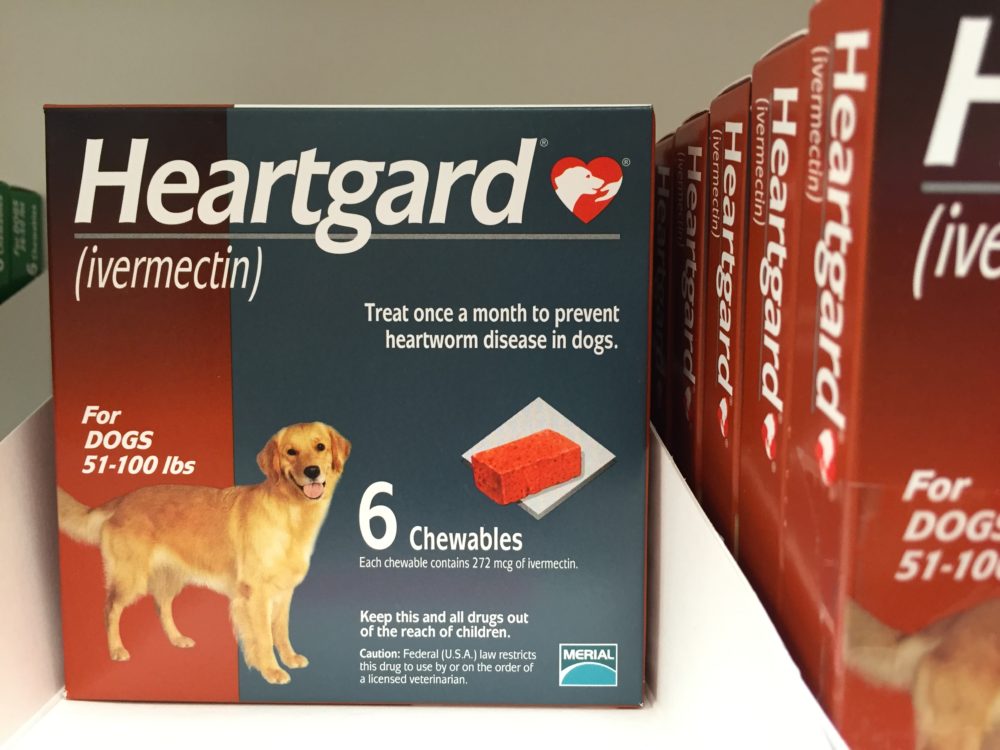 Heartgard®
®
(ivermectin)
Treat once a month to prevent
heartworm disease in dogs.
For
DOGS
51-100 lbs
6 Chewables
Each chewable contains 272 mcg of ivermectin.
Keep this and all drugs out
of the reach of children.
Caution: Federal (U.S.A.) law restricts
this drug to use by or on the order of
a licensed veterinarian.
MERIAL
Heartgard
Heartgard
(ivermectin)
Heartgard
(ivermectin)
Heartgard
(ivermectin)
Heartgard
(ivermectin)
H
(ive
For
DOGS
51-10